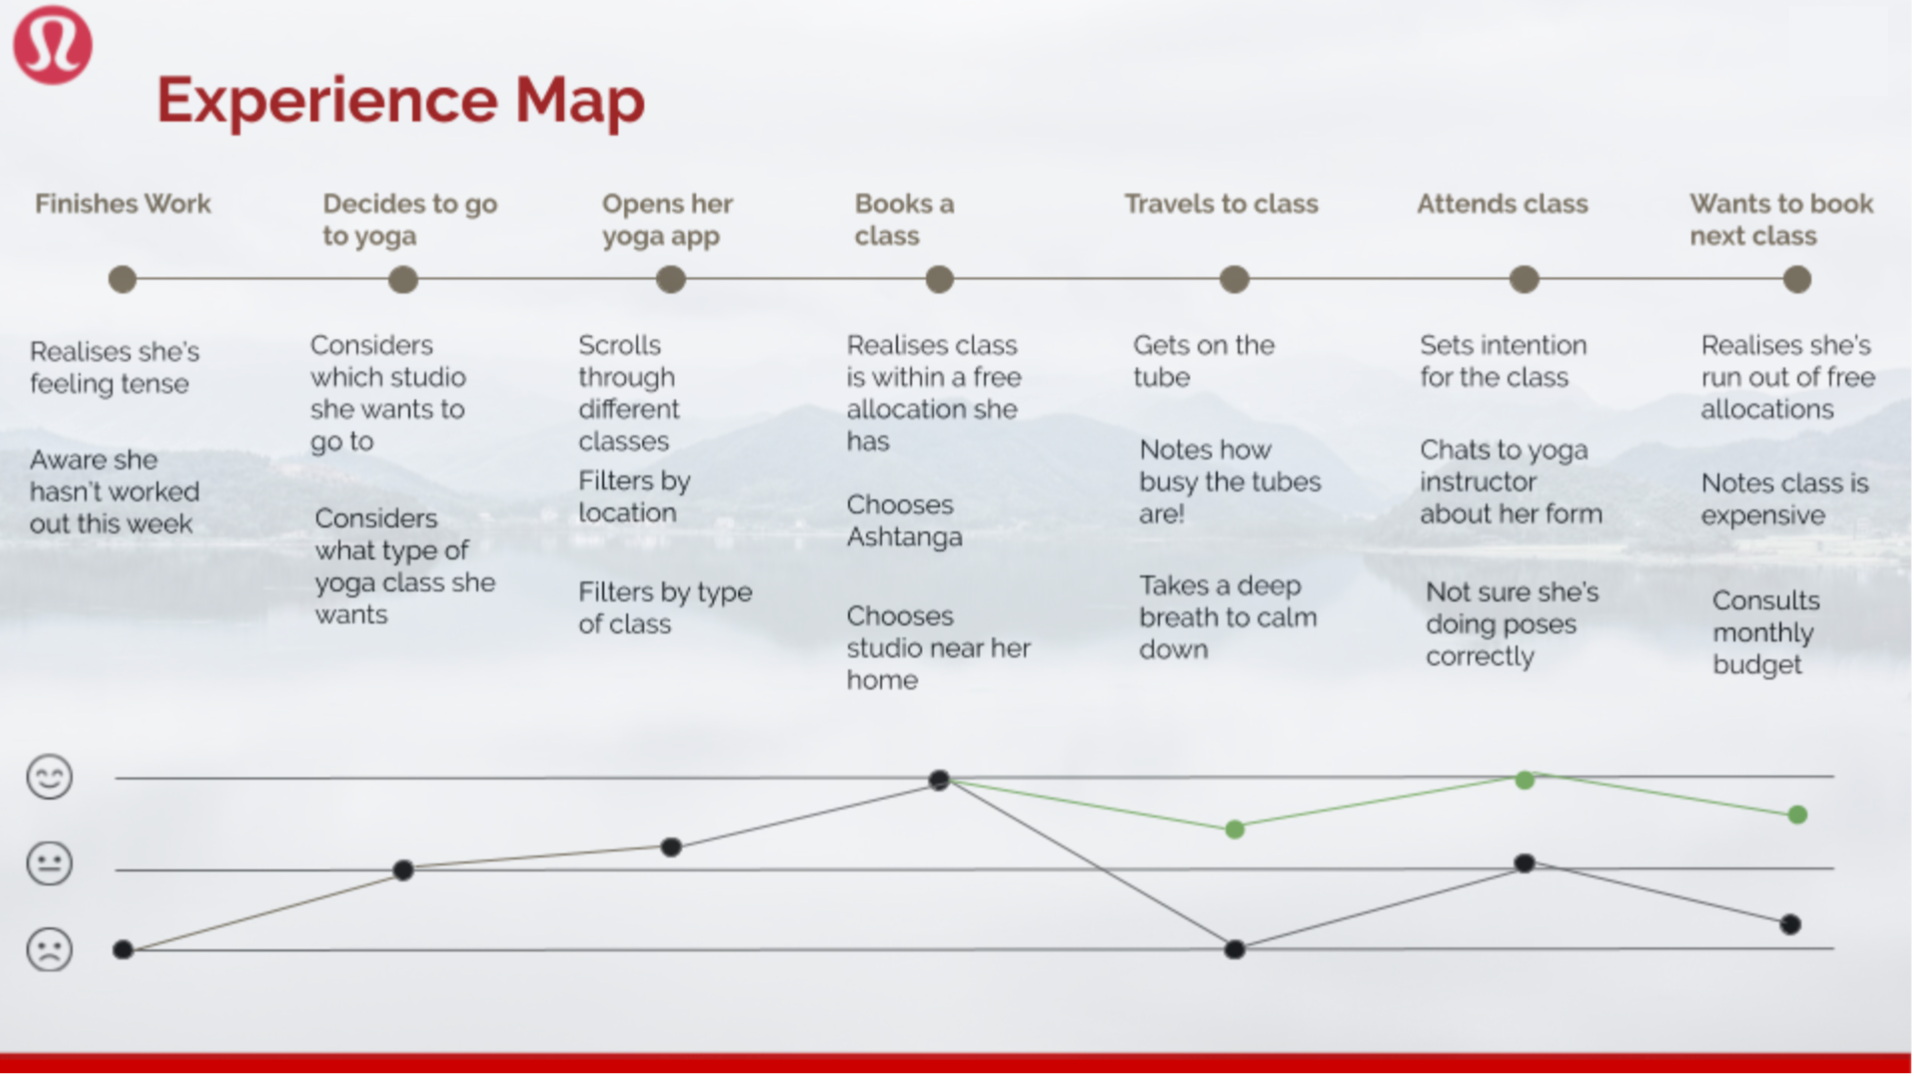 Experience Map
Finishes Work
Decides to go
to yoga
Opens her
yoga app
Books a
class
Travels to class
Attends class
Wants to book
next class
Realises she's
feeling tense
Aware she
hasn't worked
out this week
Considers
which studio
she wants to
go to
Considers
what type of
yoga class she
wants
Scrolls
through
different
classes
Filters by
location
Filters by type
of class
Realises class
is within a free
allocation she
has
Chooses
Ashtanga
Chooses
studio near her
home
Gets on the
tube
Notes how
busy the tubes
are!
Takes a deep
breath to calm
down
Sets intention
for the class
Chats to yoga
instructor
about her form
Not sure she's
doing poses
correctly
Realises she's
run out of free
allocations
Notes class is
expensive
Consults
monthly
budget